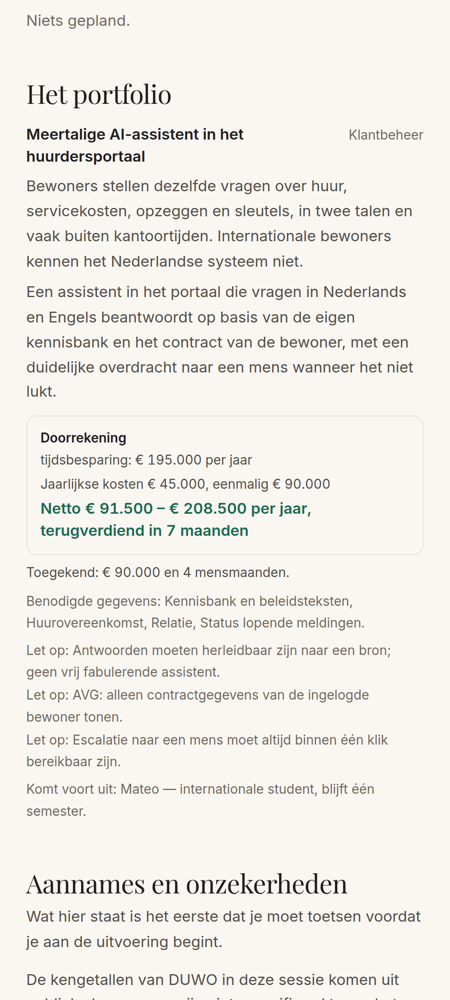 Niets gepland.
Het portfolio
Meertalige AI-assistent in het
huurdersportaal
Klantbeheer
Bewoners stellen dezelfde vragen over huur,
servicekosten, opzeggen en sleutels, in twee talen en
vaak buiten kantoortijden. Internationale bewoners
kennen het Nederlandse systeem niet.
Een assistent in het portaal die vragen in Nederlands
en Engels beantwoordt op basis van de eigen
kennisbank en het contract van de bewoner, met een
duidelijke overdracht naar een mens wanneer het niet
lukt.
Doorrekening
tijdsbesparing: € 195.000 per jaar
Jaarlijkse kosten € 45.000, eenmalig € 90.000
Netto € 91.500 – € 208.500 per jaar,
terugverdiend in 7 maanden
Toegekend: € 90.000 en 4 mensmaanden.
Benodigde gegevens: Kennisbank en beleidsteksten,
Huurovereenkomst, Relatie, Status lopende meldingen.
Let op: Antwoorden moeten herleidbaar zijn naar een bron;
geen vrij fabulerende assistent.
Let op: AVG: alleen contractgegevens van de ingelogde
bewoner tonen.
Let op: Escalatie naar een mens moet altijd binnen één klik
bereikbaar zijn.
Komt voort uit: Mateo — internationale student, blijft één
semester.
Aannames en onzekerheden
Wat hier staat is het eerste dat je moet toetsen voordat
je aan de uitvoering begint.
De kengetallen van DUWO in deze sessie komen uit